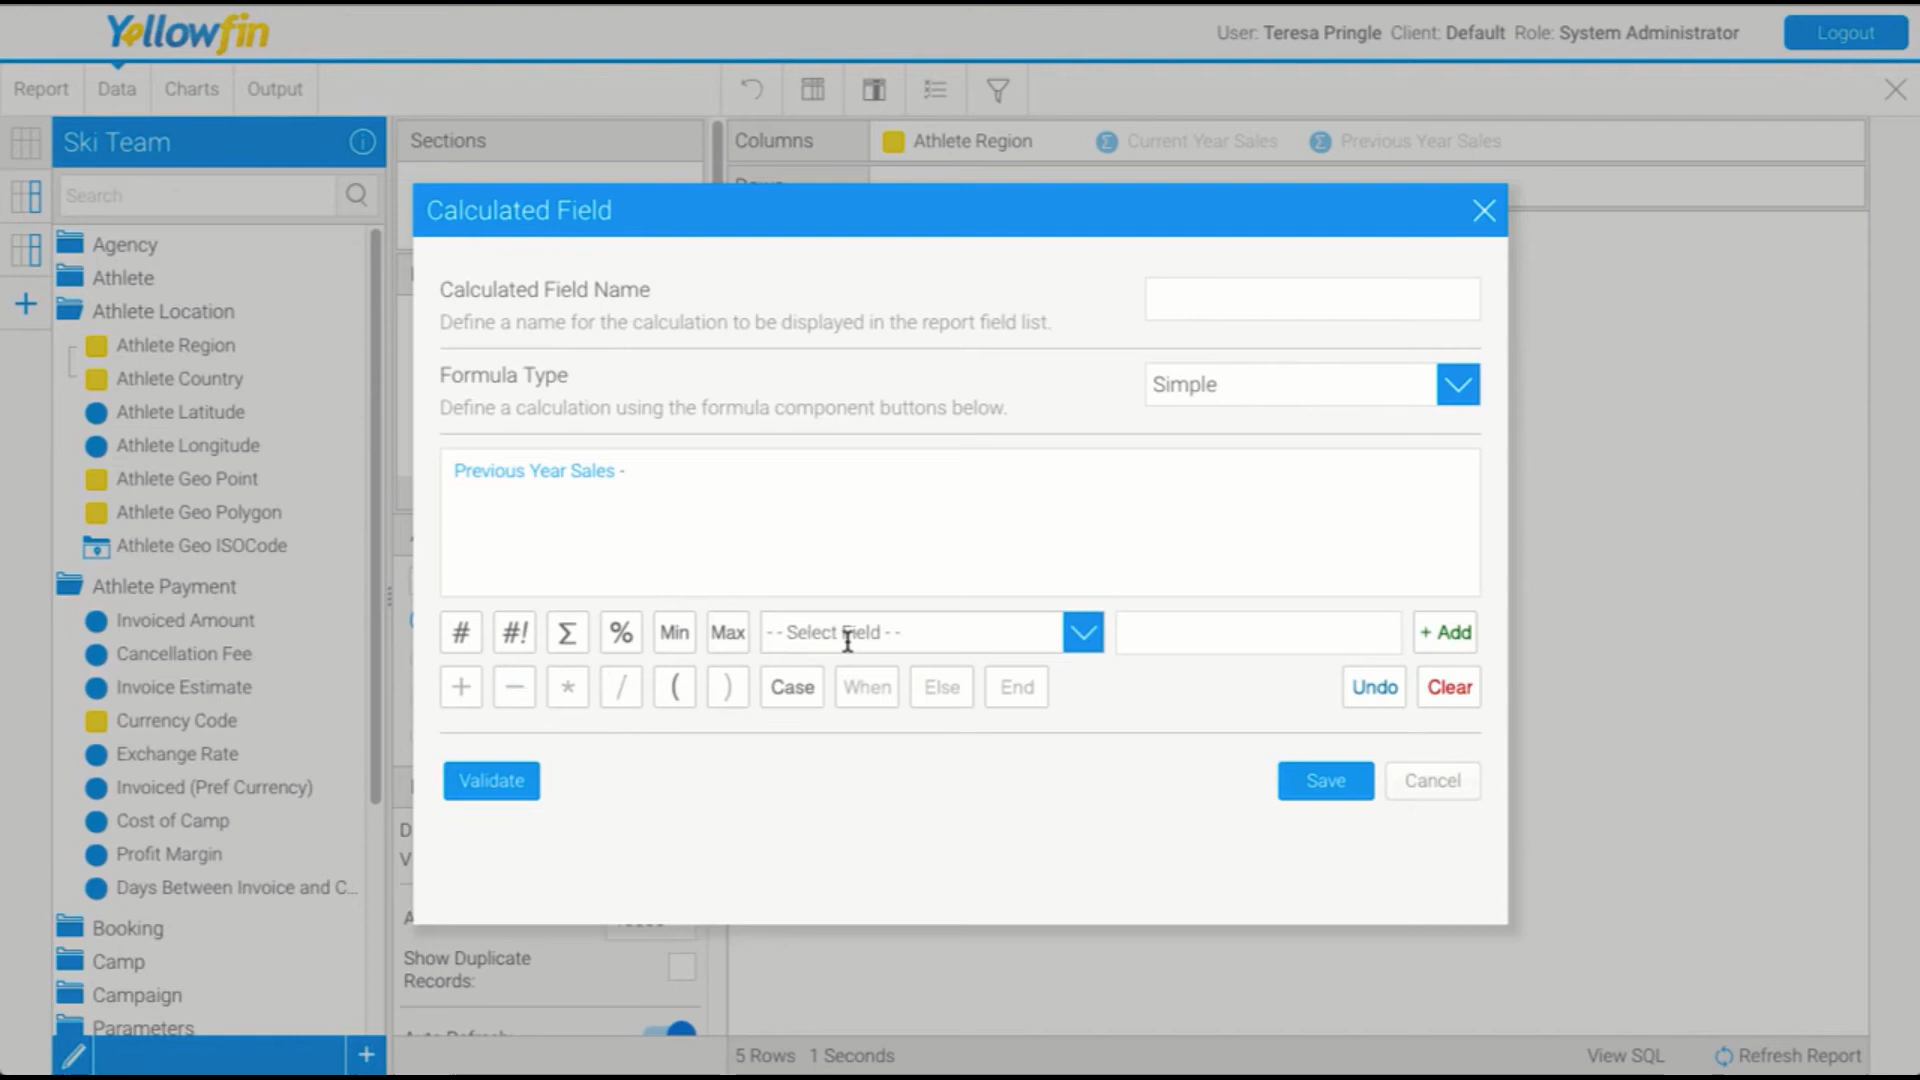 Yellowfin
User: Teresa Pringle Client: Default Role: System Administrator
Logout
Report
Data
Charts
Output
Ski Team
Search
Agency
Athlete
Athlete Location
Athlete Region
Athlete Country
Athlete Latitude
Athlete Longitude
Athlete Geo Point
Athlete Geo Polygon
Athlete Geo ISOCode
Athlete Payment
Invoiced Amount
Cancellation Fee
Invoice Estimate
Currency Code
Exchange Rate
Invoiced (Pref Currency)
Cost of Camp
Profit Margin
Days Between Invoice and C...
Booking
Camp
Campaign
Parameters
Sections
Columns
Athlete Region
Current Year Sales
Previous Year Sales
Calculated Field
Calculated Field Name
Define a name for the calculation to be displayed in the report field list.
Formula Type
Simple
Define a calculation using the formula component buttons below.
Previous Year Sales -
# #! Σ % Min Max -- Select Field -- + Add
+ − * / ( ) Case When Else End Undo Clear
Validate
Save
Cancel
Show Duplicate
Records:
5 Rows 1 Seconds
View SQL
Refresh Report